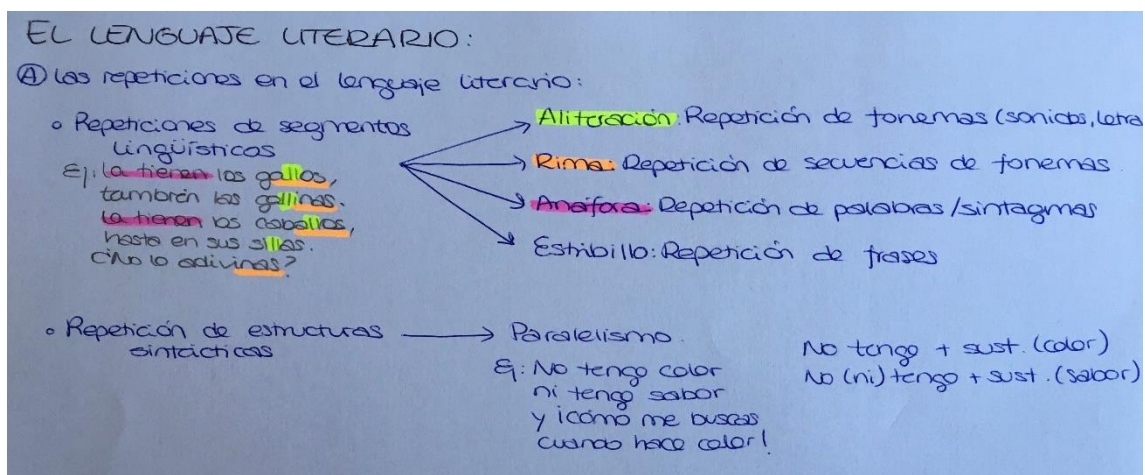 EL LENGUAJE LITERARIO:
Ⓐ Las repeticiones en el lenguaje literario:
◦ Repeticiones de segmentos
lingüísticos
Ej: La tienen los gallos,
también las gallinas.
La tienen los caballos,
hasta en sus sillas.
¿No lo adivinas?
Aliteración: Repetición de fonemas (sonidos, letra
Rima: Repetición de secuencias de fonemas.
Anáfora: Repetición de palabras/sintagmas
Estribillo: Repetición de frases
◦ Repetición de estructuras
sintácticas
Paralelismo.
Ej: No tengo color
ni tengo sabor
y ¡cómo me buscas
cuando hace calor!
No tengo + sust. (color)
No (ni) tengo + sust. (sabor)